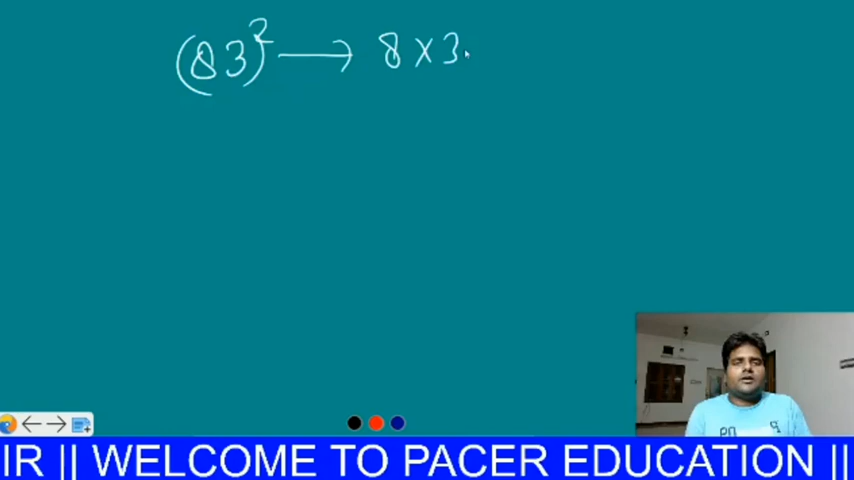 (83)² → 8 × 3
IR || WELCOME TO PACER EDUCATION ||